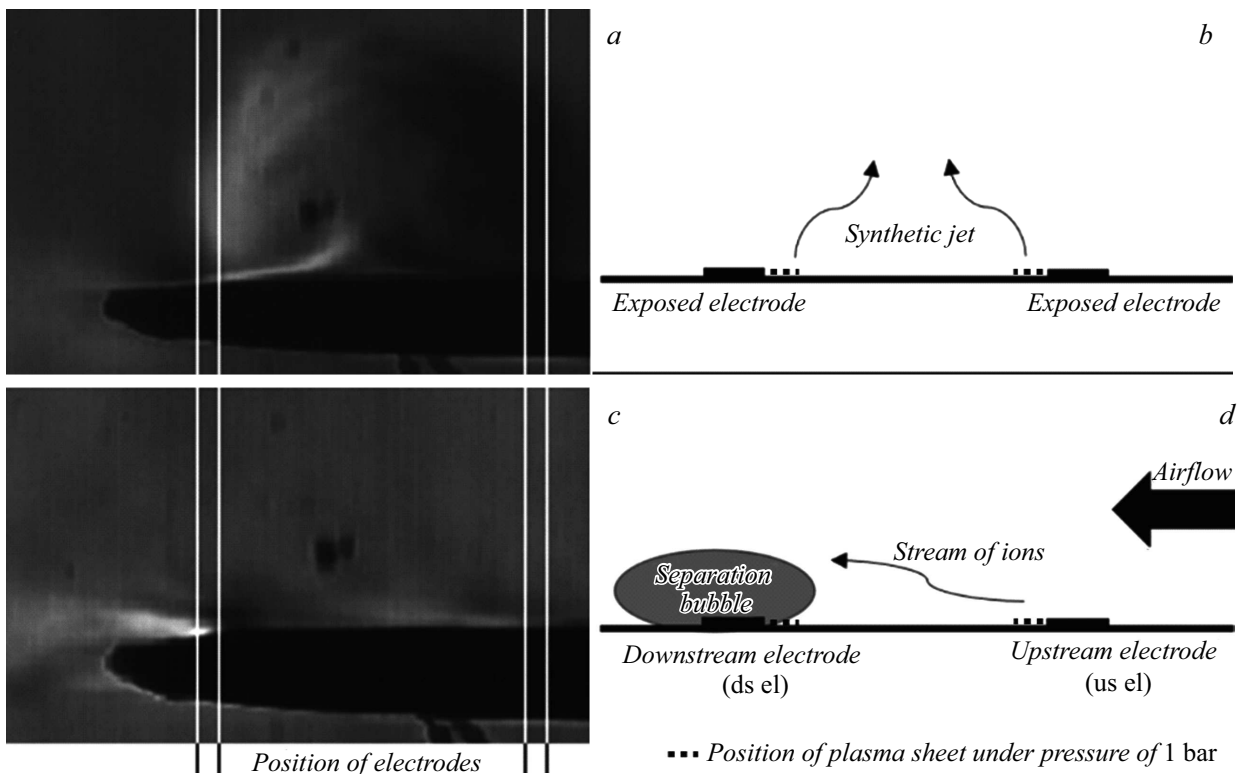 a
b
Synthetic jet
Exposed electrode
Exposed electrode
c
d
Airflow
Stream of ions
Separation
bubble
Downstream electrode
(ds el)
Upstream electrode
(us el)
Position of electrodes
Position of plasma sheet under pressure of 1 bar